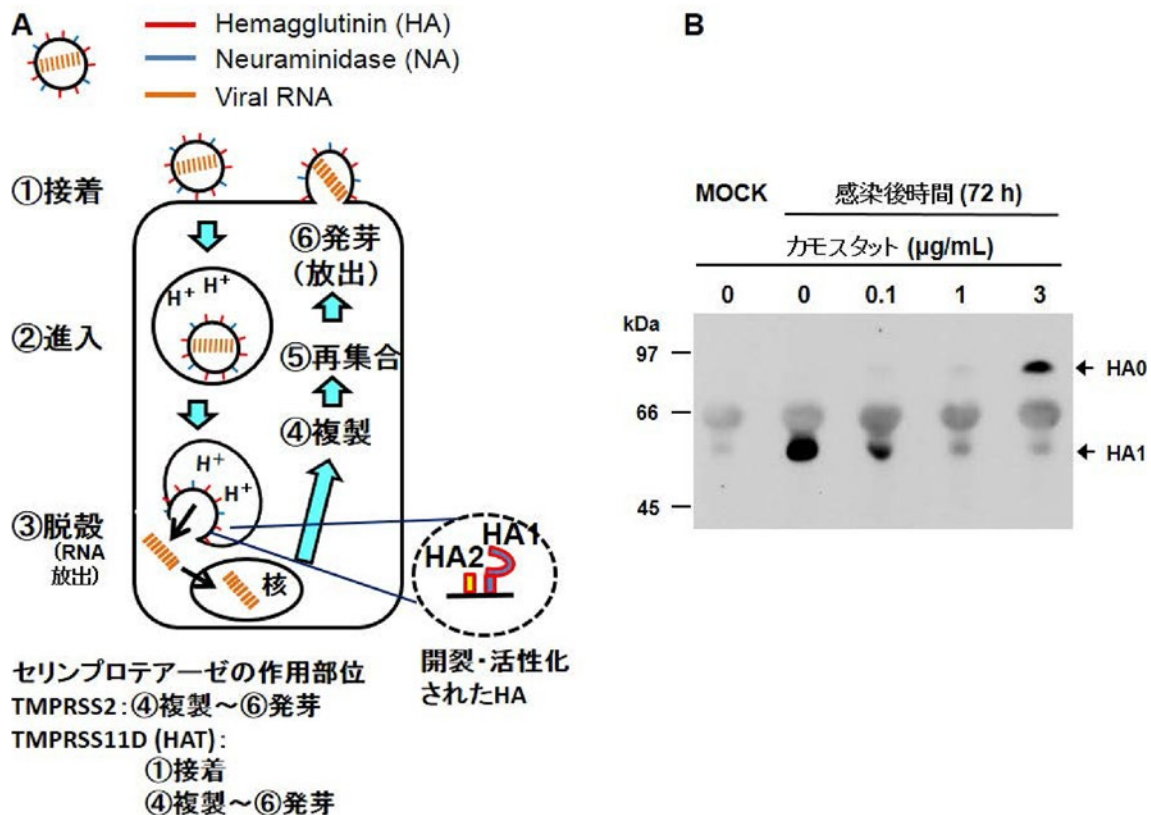 A
Hemagglutinin (HA)
Neuraminidase (NA)
Viral RNA
①接着
②進入
③脱殻
(RNA
放出)
H⁺ H⁺
H⁺
H⁺
核
④複製
⑤再集合
⑥発芽
(放出)
HA1
HA2
開裂・活性化
されたHA
セリンプロテアーゼの作用部位
TMPRSS2:④複製～⑥発芽
TMPRSS11D (HAT):
①接着
④複製～⑥発芽
B
MOCK 感染後時間 (72 h)
カモスタット (µg/mL)
0 0 0.1 1 3
kDa
97
HA0
66
HA1
45